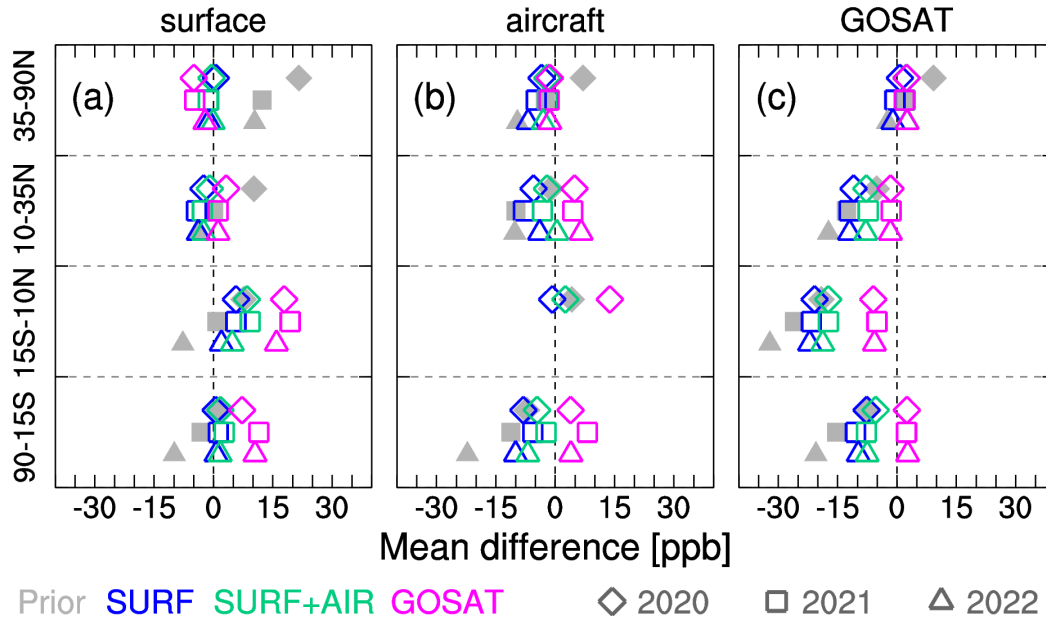 surface aircraft GOSAT
(a) (b) (c)
35-90N
10-35N
15S-10N
90-15S
-30 -15 0 15 30 -30 -15 0 15 30 -30 -15 0 15 30
Mean difference [ppb]
Prior SURF SURF+AIR GOSAT 2020 2021 2022